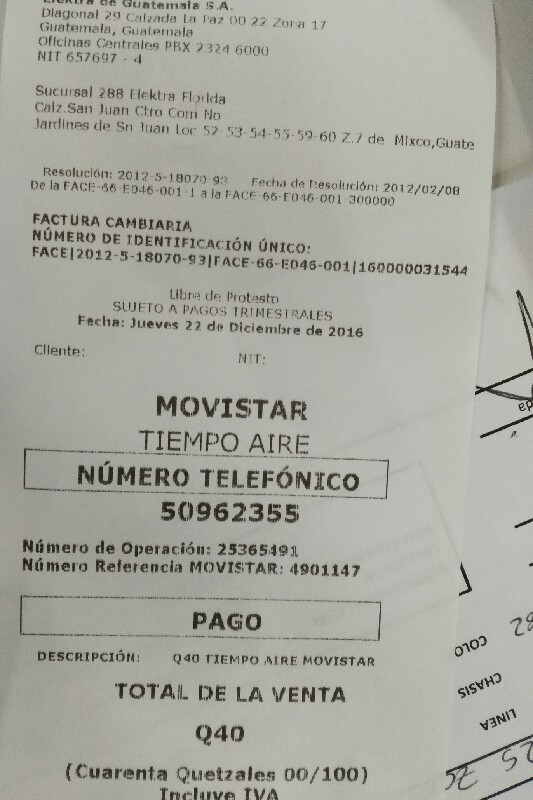 Elektra de Guatemala S.A.
Diagonal 29 Calzada La Paz 00 22 Zona 17
Guatemala, Guatemala
Oficinas Centrales PBX 2324 6000
NIT 657697 - 4
Sucursal 288 Elektra Florida
Calz.San Juan Ctro Com No
Jardines de Sn Juan Loc 52-53-54-55-59-60 Z.7 de Mixco,Guate
Resolución: 2012-5-18070-93 Fecha de Resolución: 2012/02/08
De la FACE-66-E046-001-1 a la FACE-66-E046-001-300000
FACTURA CAMBIARIA
NÚMERO DE IDENTIFICACIÓN ÚNICO:
FACE|2012-5-18070-93|FACE-66-E046-001|160000031544
Libre de Protesto
SUJETO A PAGOS TRIMESTRALES
Fecha: Jueves 22 de Diciembre de 2016
Cliente: NIT:
MOVISTAR
TIEMPO AIRE
NÚMERO TELEFÓNICO
50962355
Número de Operación: 25365491
Número Referencia MOVISTAR: 4901147
PAGO
DESCRIPCIÓN: Q40 TIEMPO AIRE MOVISTAR
TOTAL DE LA VENTA
Q40
(Cuarenta Quetzales 00/100)
Incluye IVA
COLO
CHASIS
LINEA